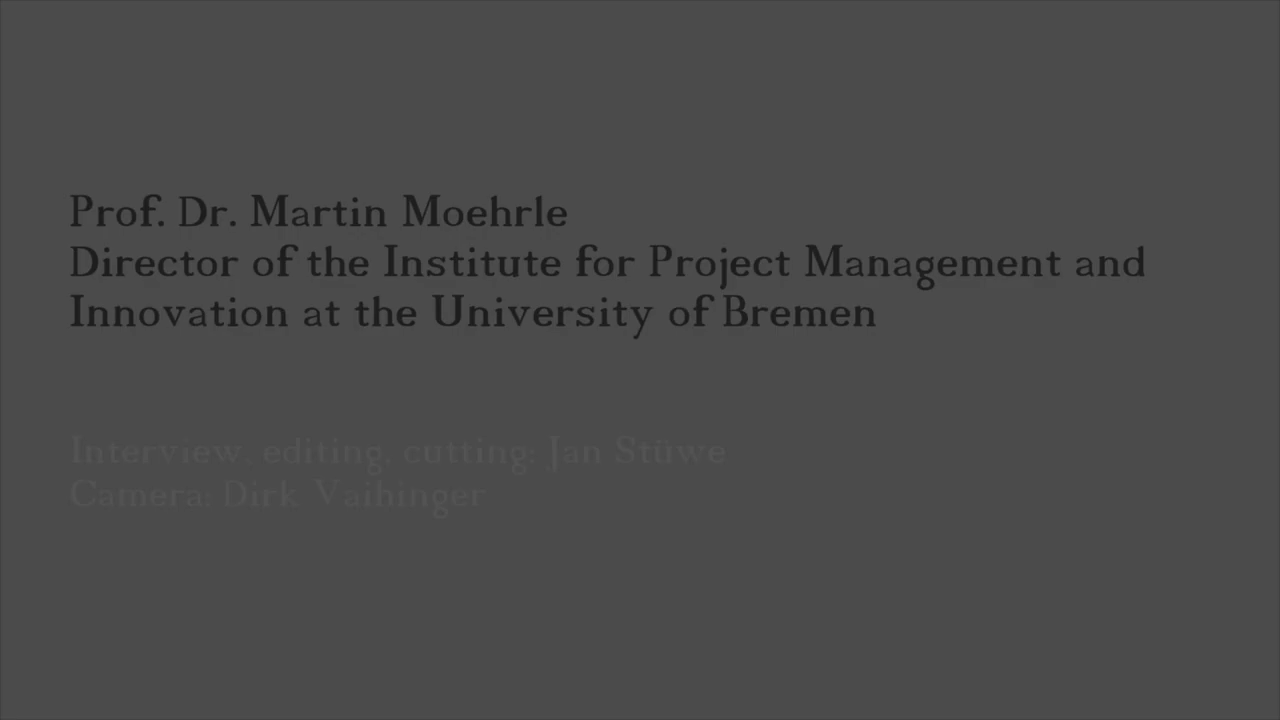 Prof. Dr. Martin Moehrle
Director of the Institute for Project Management and
Innovation at the University of Bremen
Interview, editing, cutting: Jan Stüwe
Camera: Dirk Vaihinger